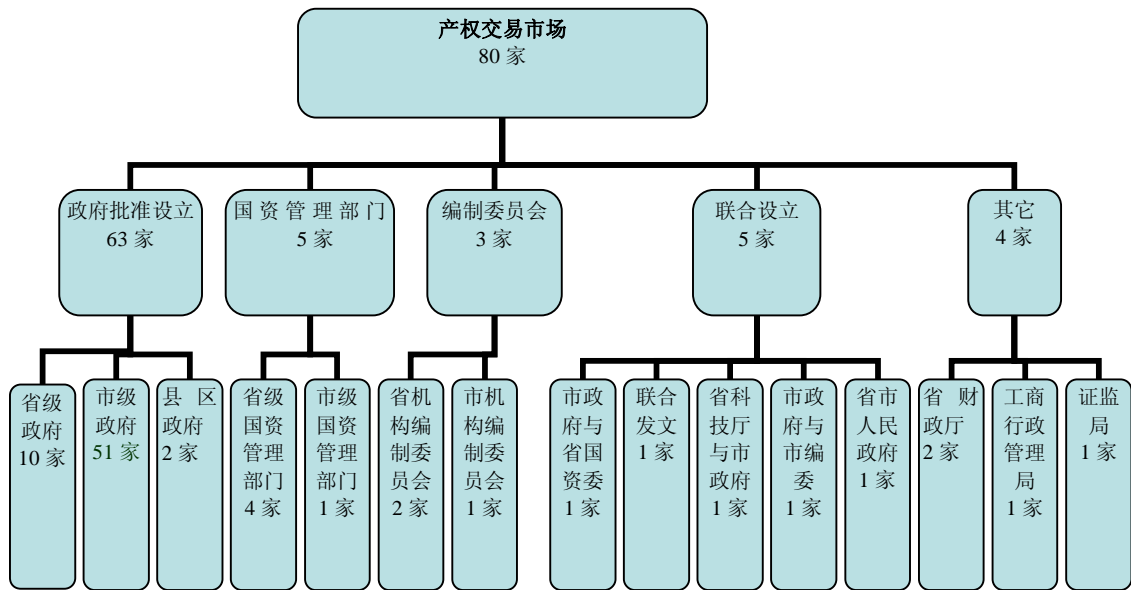 产权交易市场
80 家
政府批准设立
63 家
国资管理部门
5 家
编制委员会
3 家
联合设立
5 家
其它
4 家
省级
政府
10 家
市级
政府
51 家
县 区
政府
2 家
省级
国资
管理
部门
4 家
市级
国资
管理
部门
1 家
省机
构编
制委
员会
2 家
市机
构编
制委
员会
1 家
市政
府与
省国
资委
1 家
联合
发文
1 家
省科
技厅
与市
政府
1 家
市政
府与
市编
委
1 家
省市
人民
政府
1 家
省 财
政厅
2 家
工商
行政
管理
局
1 家
证监
局
1 家